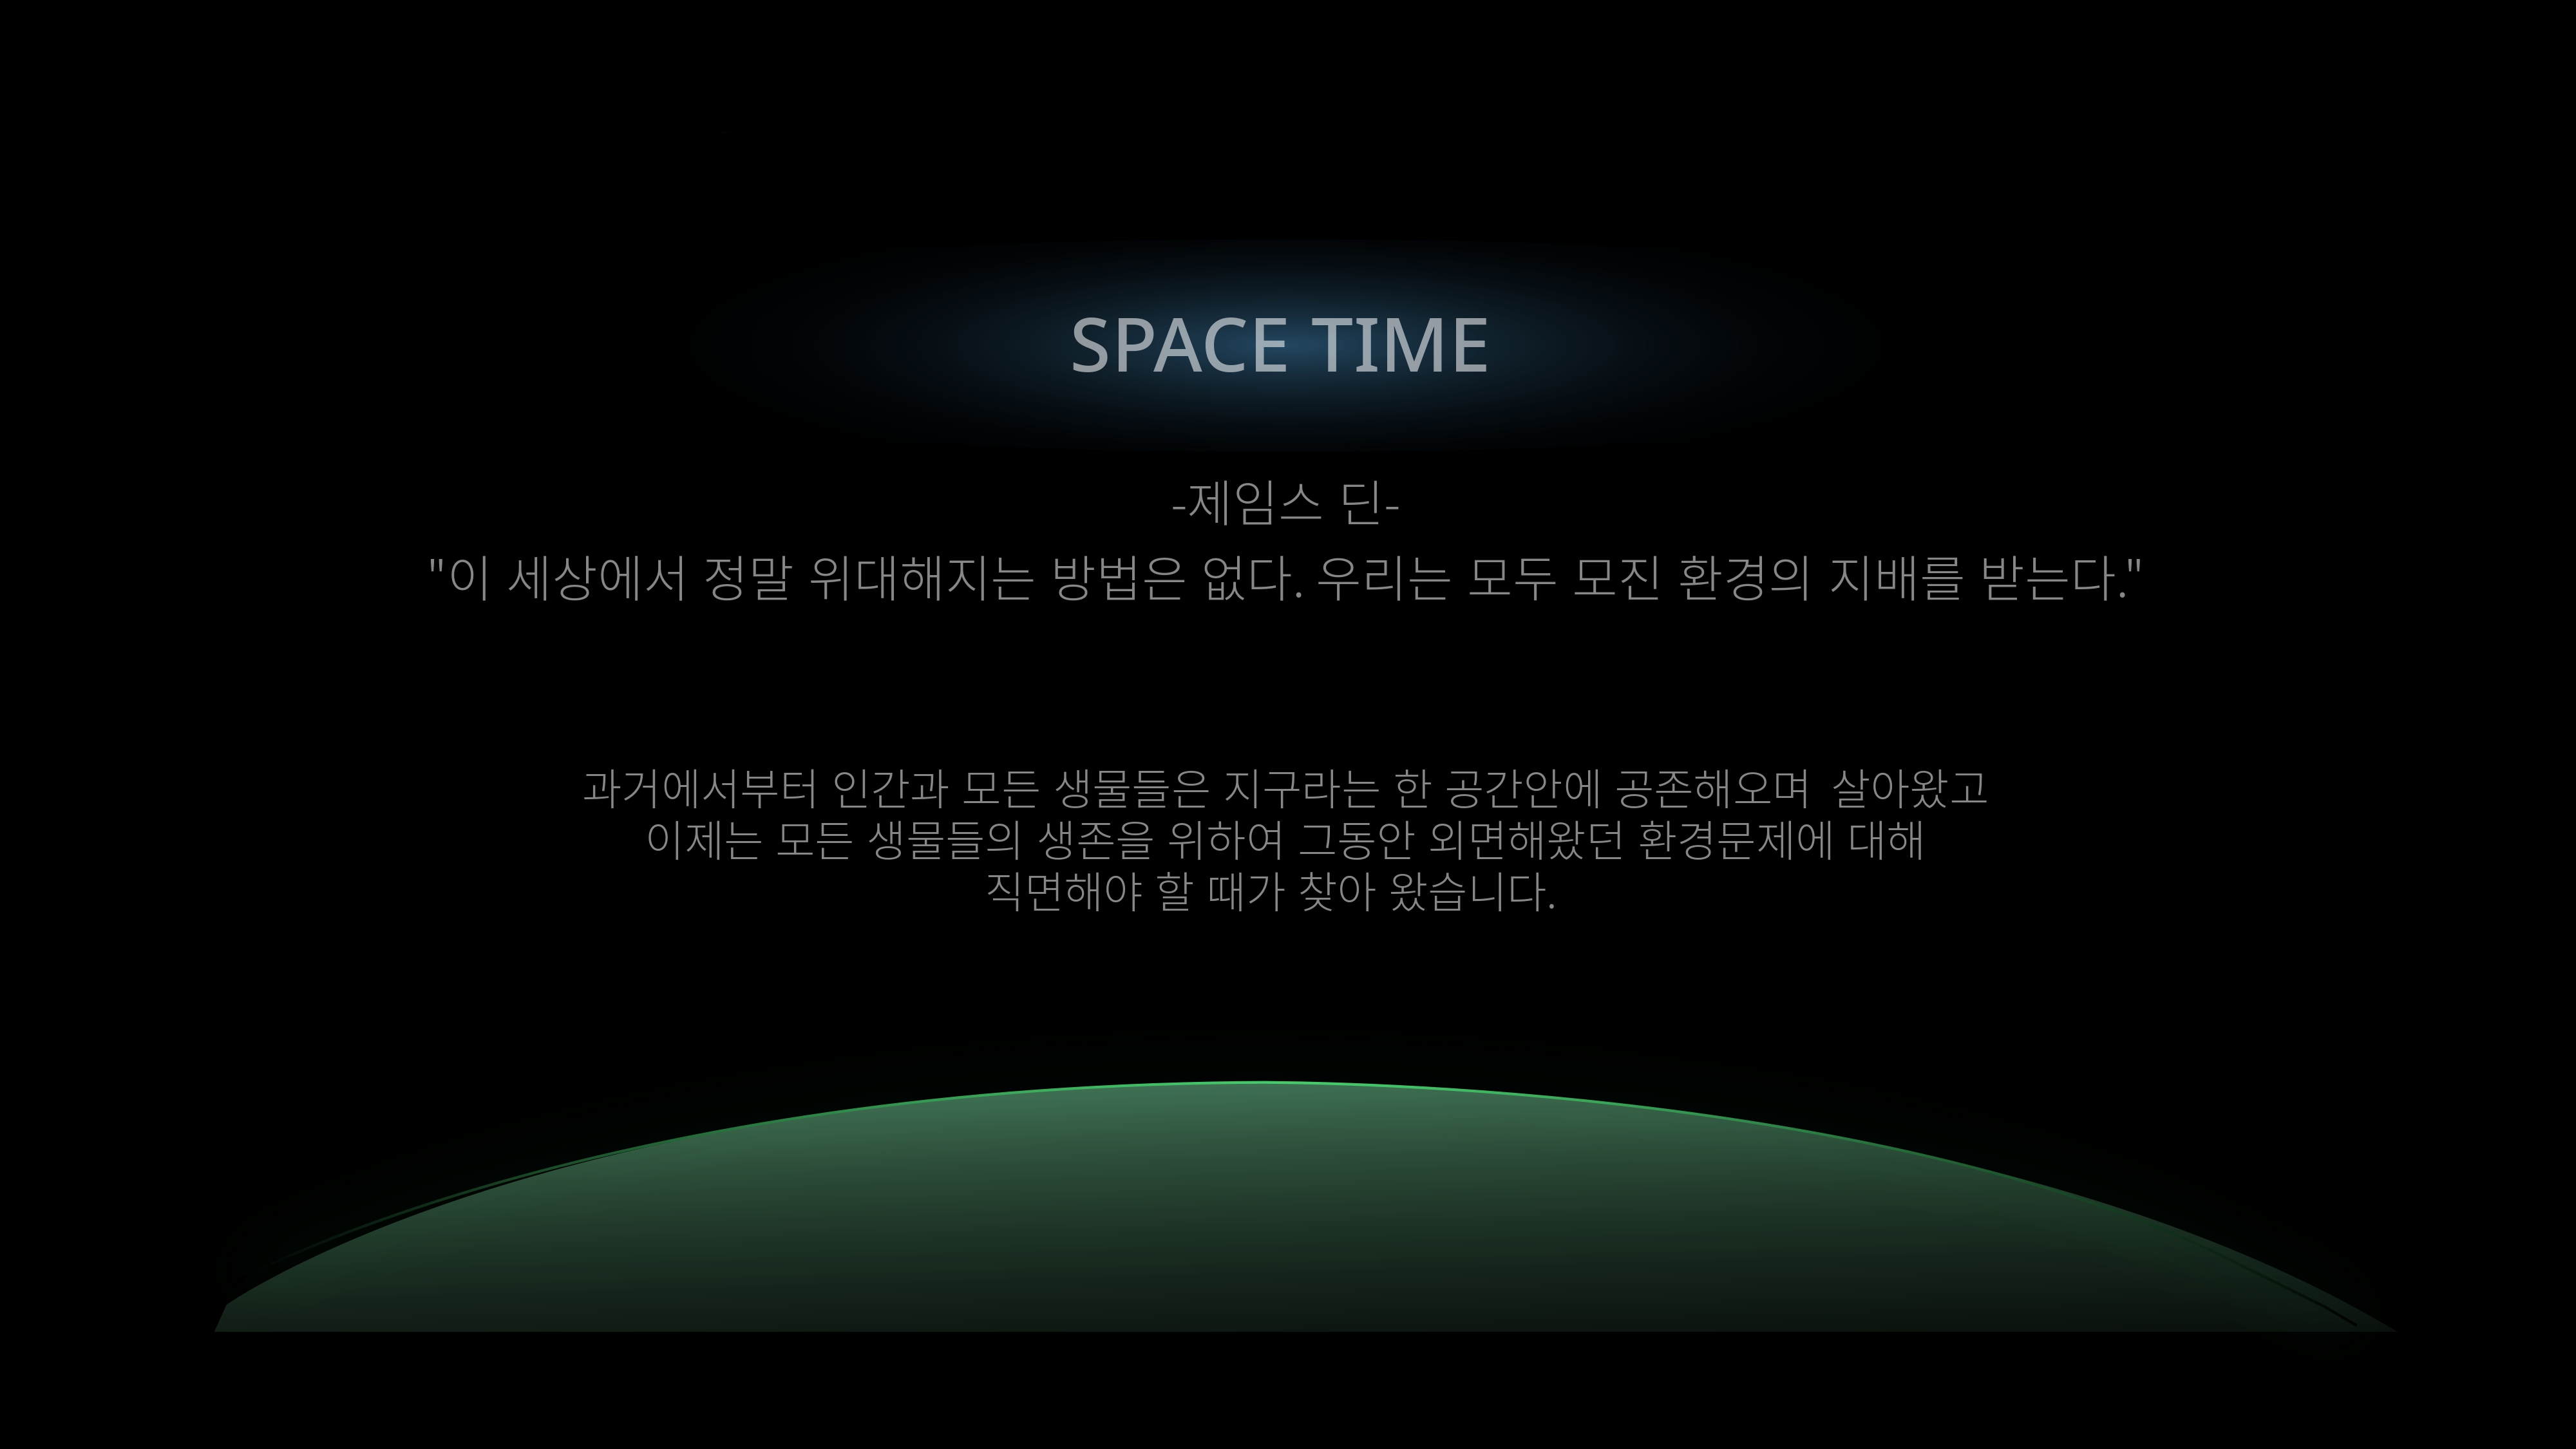 SPACE TIME
-제임스 딘-
"이 세상에서 정말 위대해지는 방법은 없다. 우리는 모두 모진 환경의 지배를 받는다."
과거에서부터 인간과 모든 생물들은 지구라는 한 공간안에 공존해오며  살아왔고
이제는 모든 생물들의 생존을 위하여 그동안 외면해왔던 환경문제에 대해
직면해야 할 때가 찾아 왔습니다.